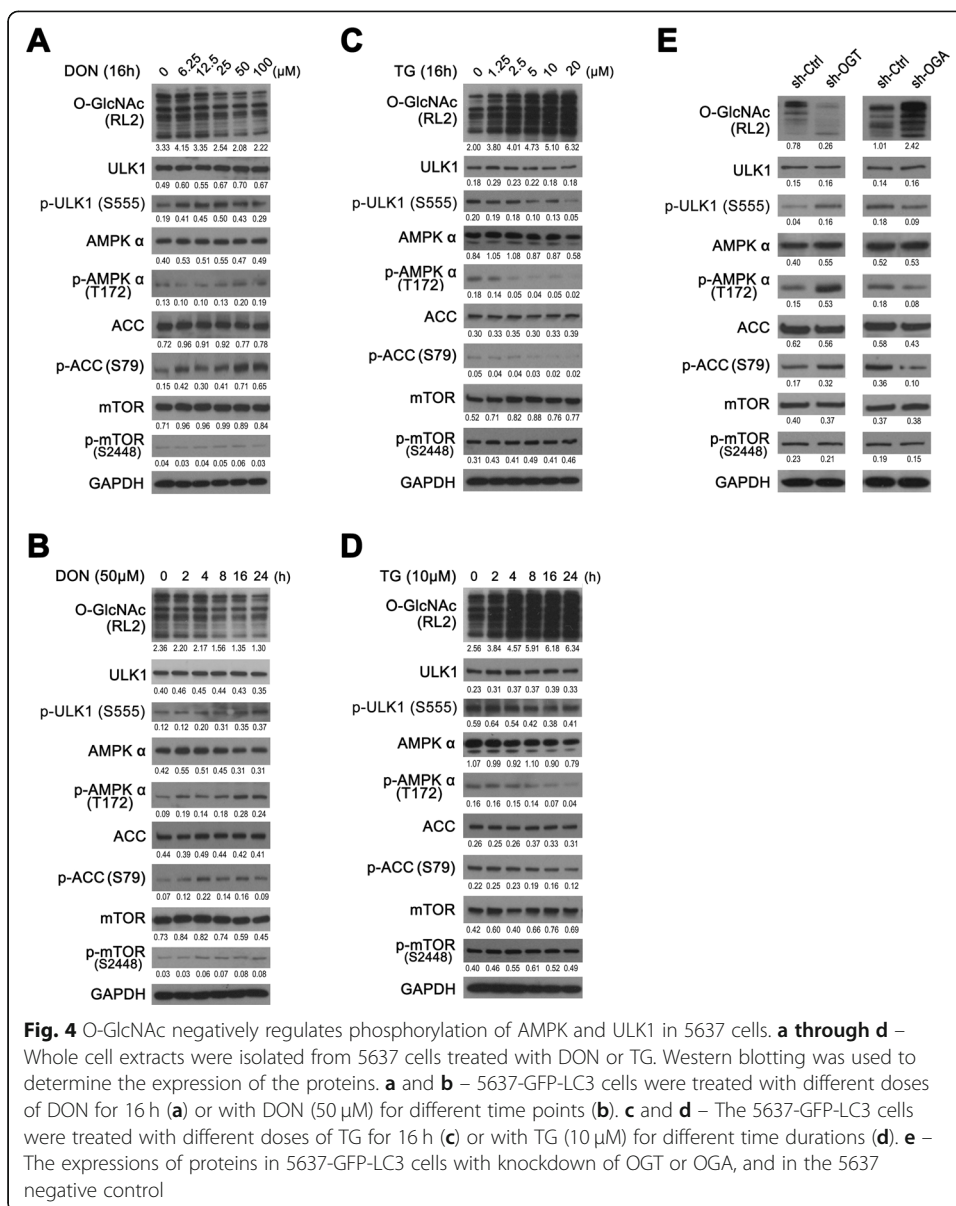 A
DON (16h) 0 6.25 12.5 25 50 100 (μM)
O-GlcNAc
(RL2)
3.33 4.15 3.35 2.54 2.08 2.22
ULK1
0.49 0.60 0.55 0.67 0.70 0.67
p-ULK1 (S555)
0.19 0.41 0.45 0.50 0.43 0.29
AMPK α
0.40 0.53 0.51 0.55 0.47 0.49
p-AMPK α
(T172)
0.13 0.10 0.10 0.13 0.20 0.19
ACC
0.72 0.96 0.91 0.92 0.77 0.78
p-ACC (S79)
0.15 0.42 0.30 0.41 0.71 0.65
mTOR
0.71 0.96 0.96 0.99 0.89 0.84
p-mTOR
(S2448)
0.04 0.03 0.04 0.05 0.06 0.03
GAPDH
C
TG (16h) 0 1.25 2.5 5 10 20 (μM)
O-GlcNAc
(RL2)
2.00 3.80 4.01 4.73 5.10 6.32
ULK1
0.18 0.29 0.23 0.22 0.18 0.18
p-ULK1 (S555)
0.20 0.19 0.18 0.10 0.13 0.05
AMPK α
0.84 1.05 1.08 0.87 0.87 0.58
p-AMPK α
(T172)
0.18 0.14 0.05 0.04 0.05 0.02
ACC
0.30 0.33 0.35 0.30 0.33 0.39
p-ACC (S79)
0.05 0.04 0.04 0.03 0.02 0.02
mTOR
0.52 0.71 0.82 0.88 0.76 0.77
p-mTOR
(S2448)
0.31 0.43 0.41 0.49 0.41 0.46
GAPDH
E
sh-Ctrl sh-OGT sh-Ctrl sh-OGA
O-GlcNAc
(RL2)
0.78 0.26 1.01 2.42
ULK1
0.15 0.16 0.14 0.16
p-ULK1 (S555)
0.04 0.16 0.18 0.09
AMPK α
0.40 0.55 0.52 0.53
p-AMPK α
(T172)
0.15 0.53 0.18 0.08
ACC
0.62 0.56 0.58 0.43
p-ACC (S79)
0.17 0.32 0.36 0.10
mTOR
0.40 0.37 0.37 0.38
p-mTOR
(S2448)
0.23 0.21 0.19 0.15
GAPDH
B
DON (50μM) 0 2 4 8 16 24 (h)
O-GlcNAc
(RL2)
2.36 2.20 2.17 1.56 1.35 1.30
ULK1
0.40 0.46 0.45 0.44 0.43 0.35
p-ULK1 (S555)
0.12 0.12 0.20 0.31 0.35 0.37
AMPK α
0.42 0.55 0.51 0.45 0.31 0.31
p-AMPK α
(T172)
0.09 0.19 0.14 0.18 0.28 0.24
ACC
0.44 0.39 0.49 0.44 0.42 0.41
p-ACC (S79)
0.07 0.12 0.22 0.14 0.16 0.09
mTOR
0.73 0.84 0.82 0.74 0.59 0.45
p-mTOR
(S2448)
0.03 0.03 0.06 0.07 0.08 0.08
GAPDH
D
TG (10μM) 0 2 4 8 16 24 (h)
O-GlcNAc
(RL2)
2.56 3.84 4.57 5.91 6.18 6.34
ULK1
0.23 0.31 0.37 0.37 0.39 0.33
p-ULK1 (S555)
0.59 0.64 0.54 0.42 0.38 0.41
AMPK α
1.07 0.99 0.92 1.10 0.90 0.79
p-AMPK α
(T172)
0.16 0.16 0.15 0.14 0.07 0.04
ACC
0.26 0.25 0.26 0.37 0.33 0.31
p-ACC (S79)
0.22 0.25 0.23 0.19 0.16 0.12
mTOR
0.42 0.60 0.40 0.66 0.76 0.69
p-mTOR
(S2448)
0.40 0.46 0.55 0.61 0.52 0.49
GAPDH
Fig. 4 O-GlcNAc negatively regulates phosphorylation of AMPK and ULK1 in 5637 cells. a through d –
Whole cell extracts were isolated from 5637 cells treated with DON or TG. Western blotting was used to
determine the expression of the proteins. a and b – 5637-GFP-LC3 cells were treated with different doses
of DON for 16 h (a) or with DON (50 μM) for different time points (b). c and d – The 5637-GFP-LC3 cells
were treated with different doses of TG for 16 h (c) or with TG (10 μM) for different time durations (d). e –
The expressions of proteins in 5637-GFP-LC3 cells with knockdown of OGT or OGA, and in the 5637
negative control